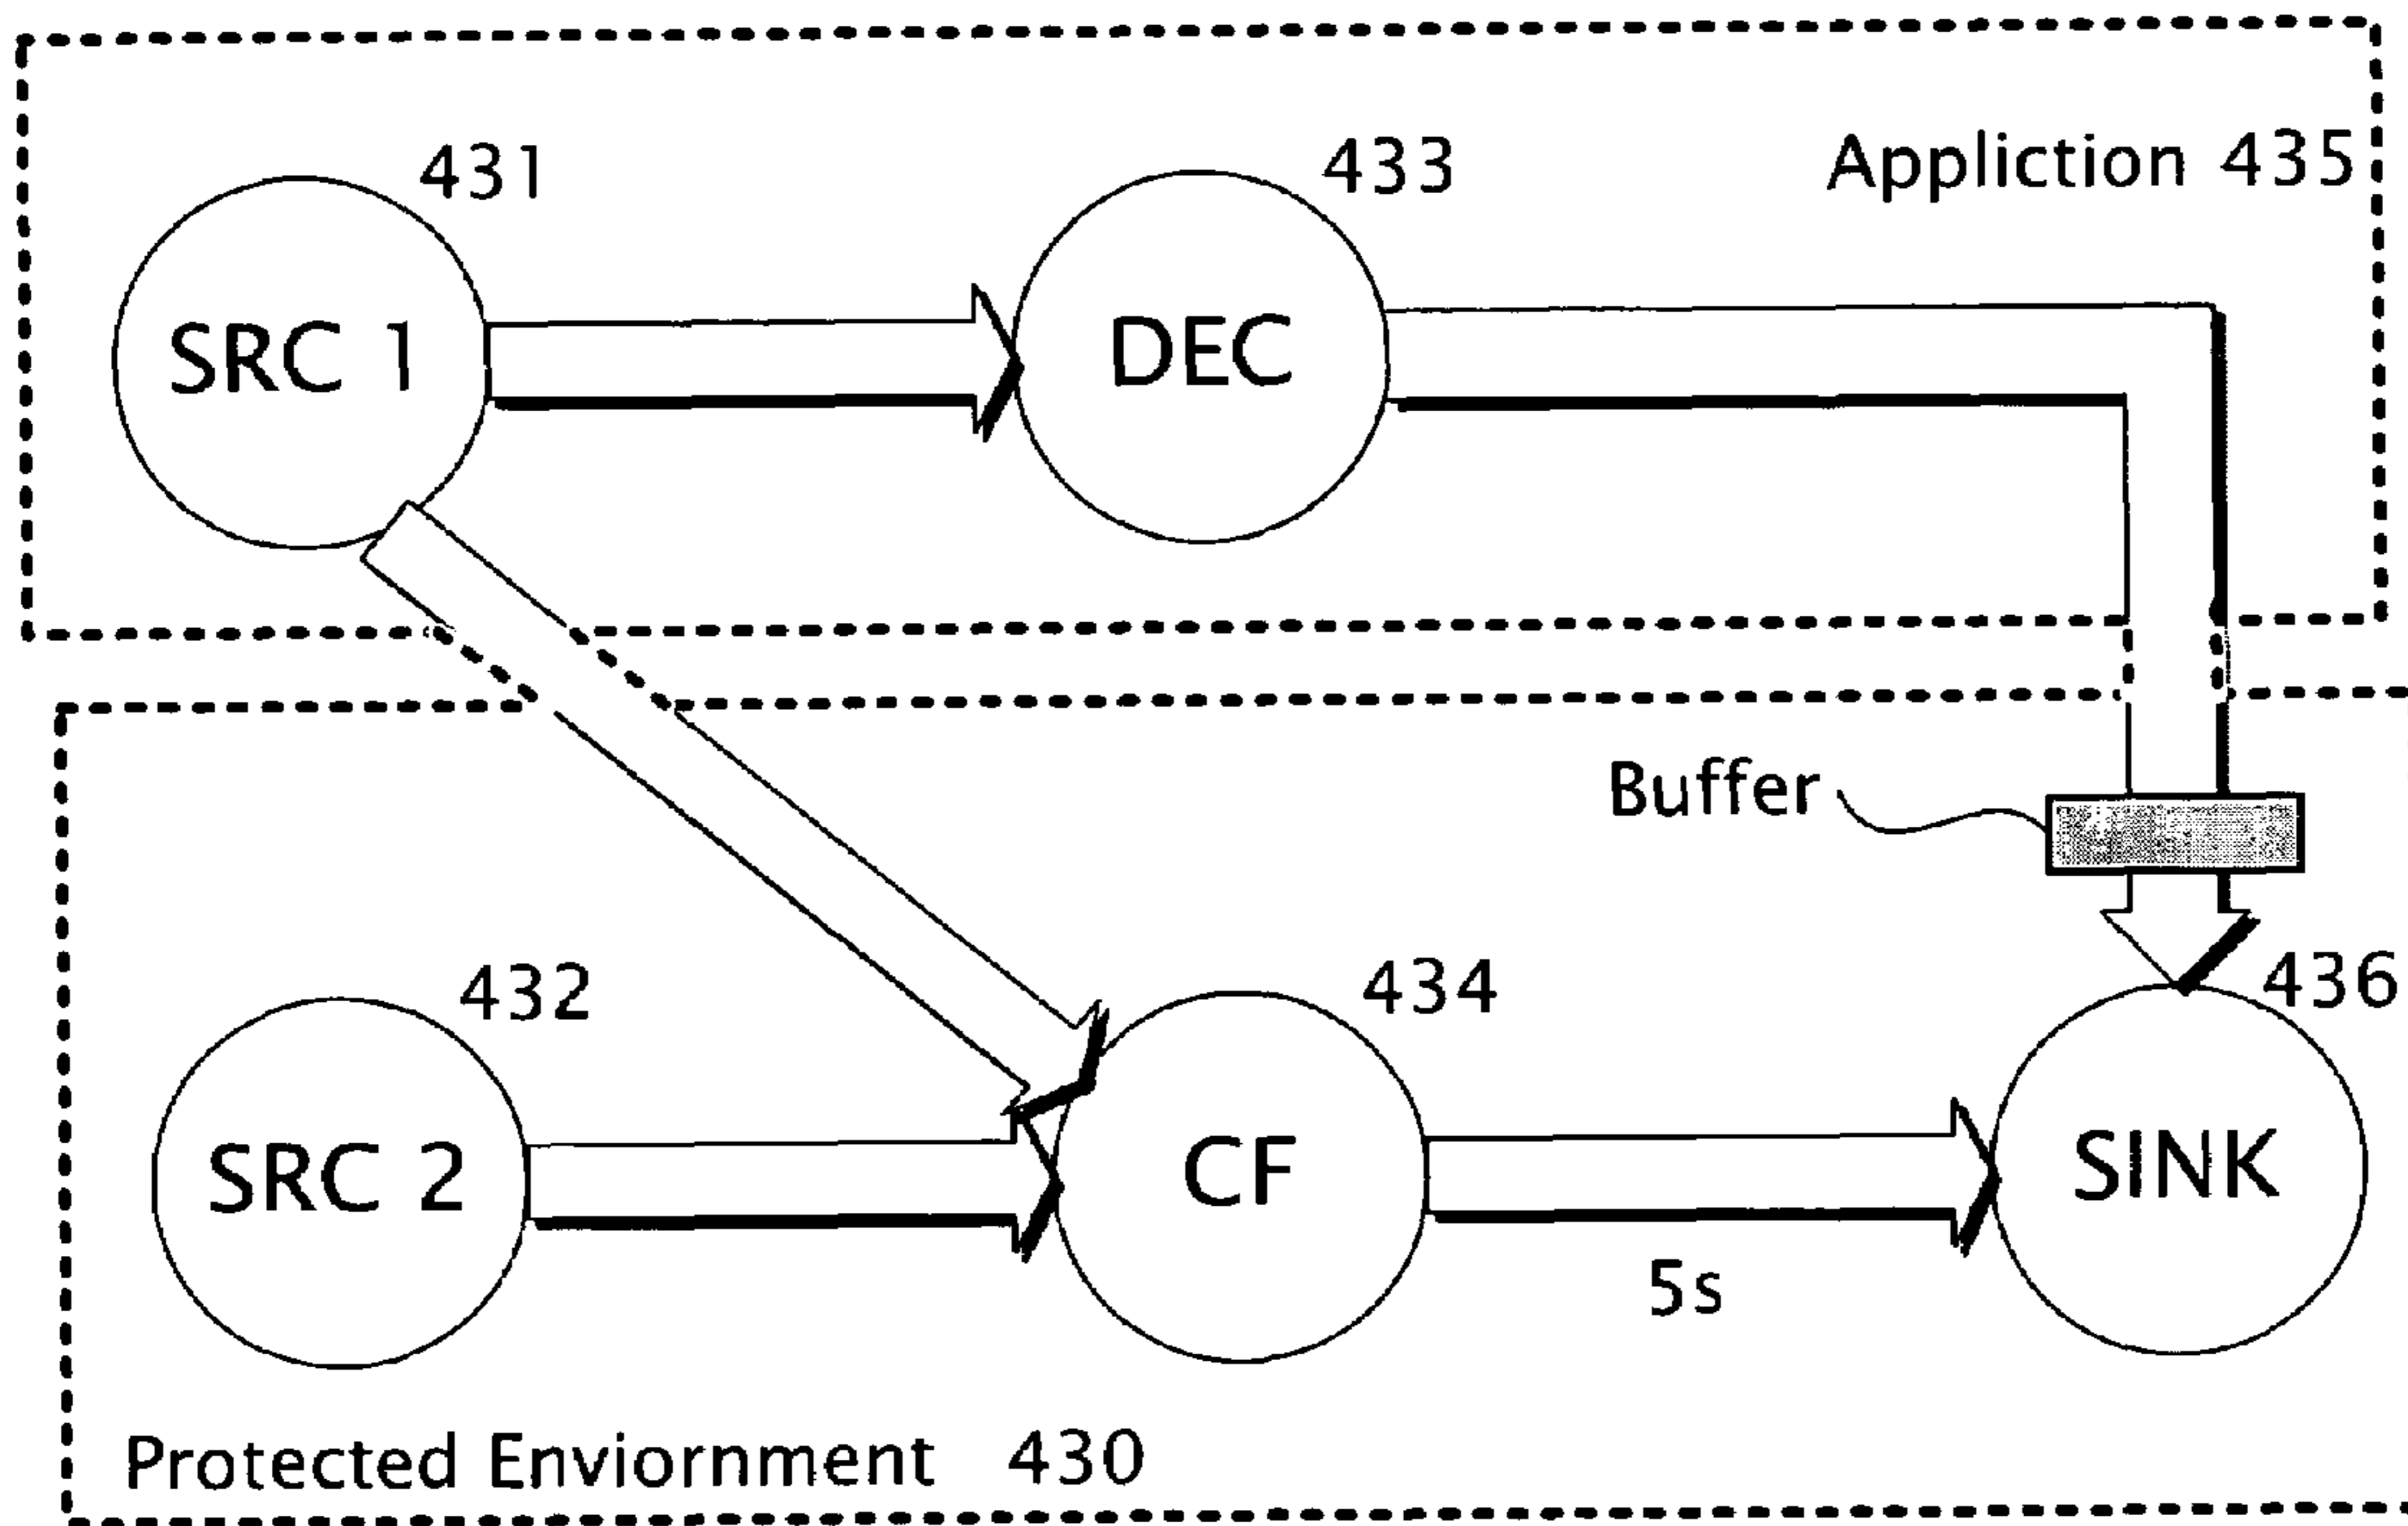 431
433
Appliction 435
SRC 1
DEC
Buffer
432
434
436
SRC 2
CF
SINK
5s
Protected Enviornment 430